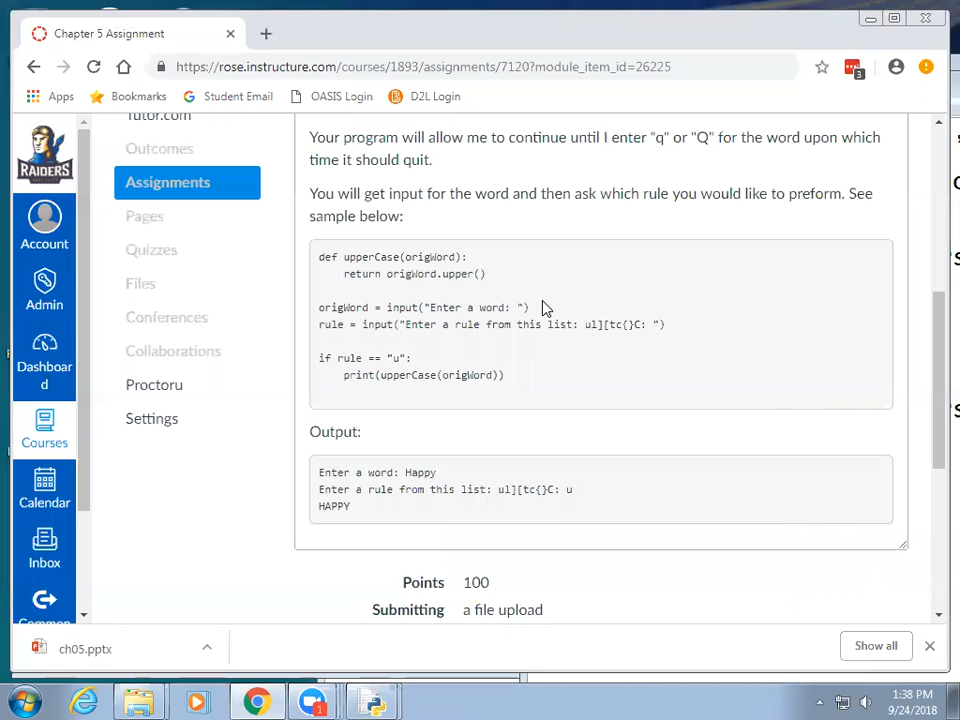 Chapter 5 Assignment
https://rose.instructure.com/courses/1893/assignments/7120?module_item_id=26225
3
Apps
Bookmarks
Student Email
OASIS Login
D2L Login
RAIDERS
Account
Admin
Dashboar
d
Courses
Calendar
Inbox
Tutor.com
Outcomes
Assignments
Pages
Quizzes
Files
Conferences
Collaborations
Proctoru
Settings
Your program will allow me to continue until I enter "q" or "Q" for the word upon which
time it should quit.
You will get input for the word and then ask which rule you would like to preform. See
sample below:
def upperCase(origWord):
    return origWord.upper()
origWord = input("Enter a word: ")
rule = input("Enter a rule from this list: ul][tc{}C: ")
if rule == "u":
    print(upperCase(origWord))
Output:
Enter a word: Happy
Enter a rule from this list: ul][tc{}C: u
HAPPY
Points 100
Submitting a file upload
ch05.pptx
Show all
1
1:38 PM
9/24/2018